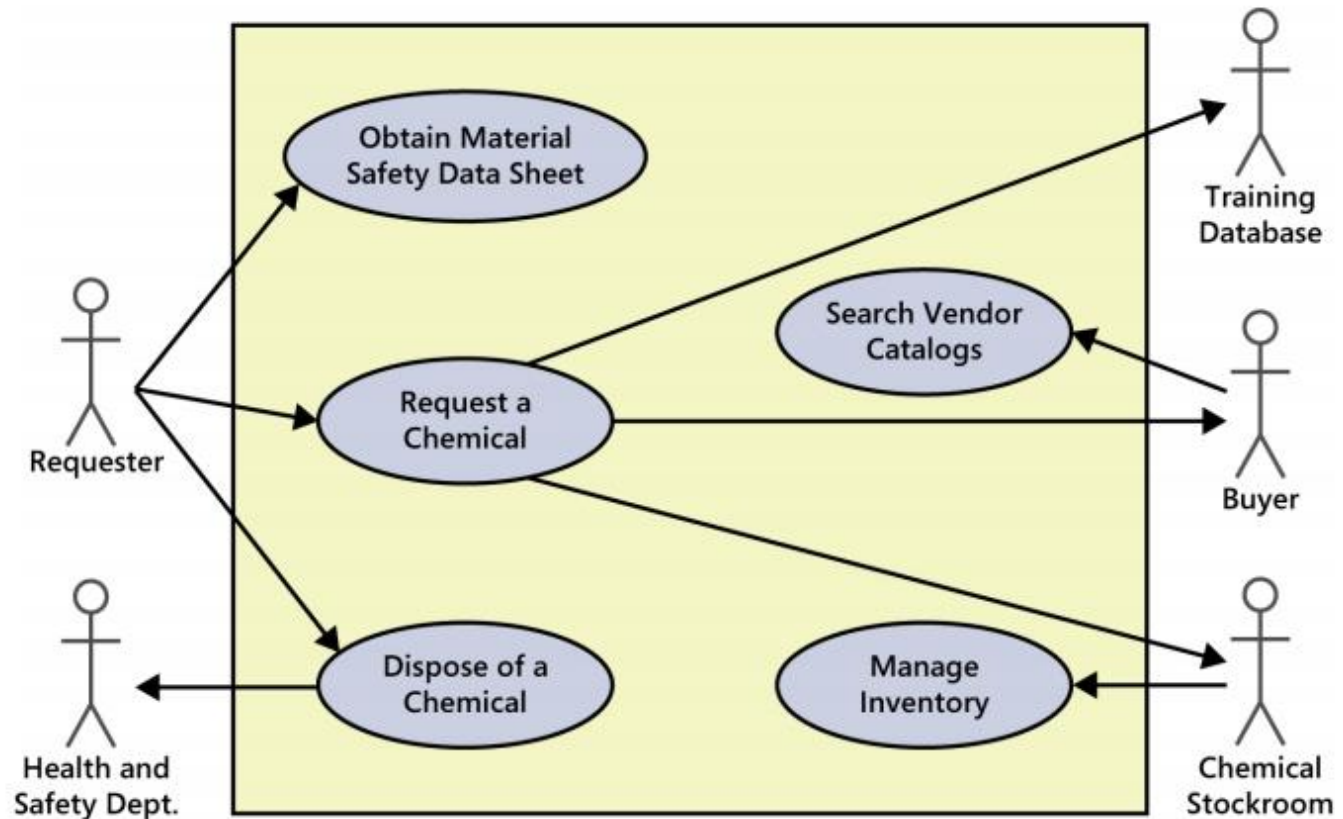 Obtain Material
Safety Data Sheet
Training
Database
Search Vendor
Catalogs
Request a
Chemical
Requester
Buyer
Dispose of a
Chemical
Manage
Inventory
Health and
Safety Dept.
Chemical
Stockroom